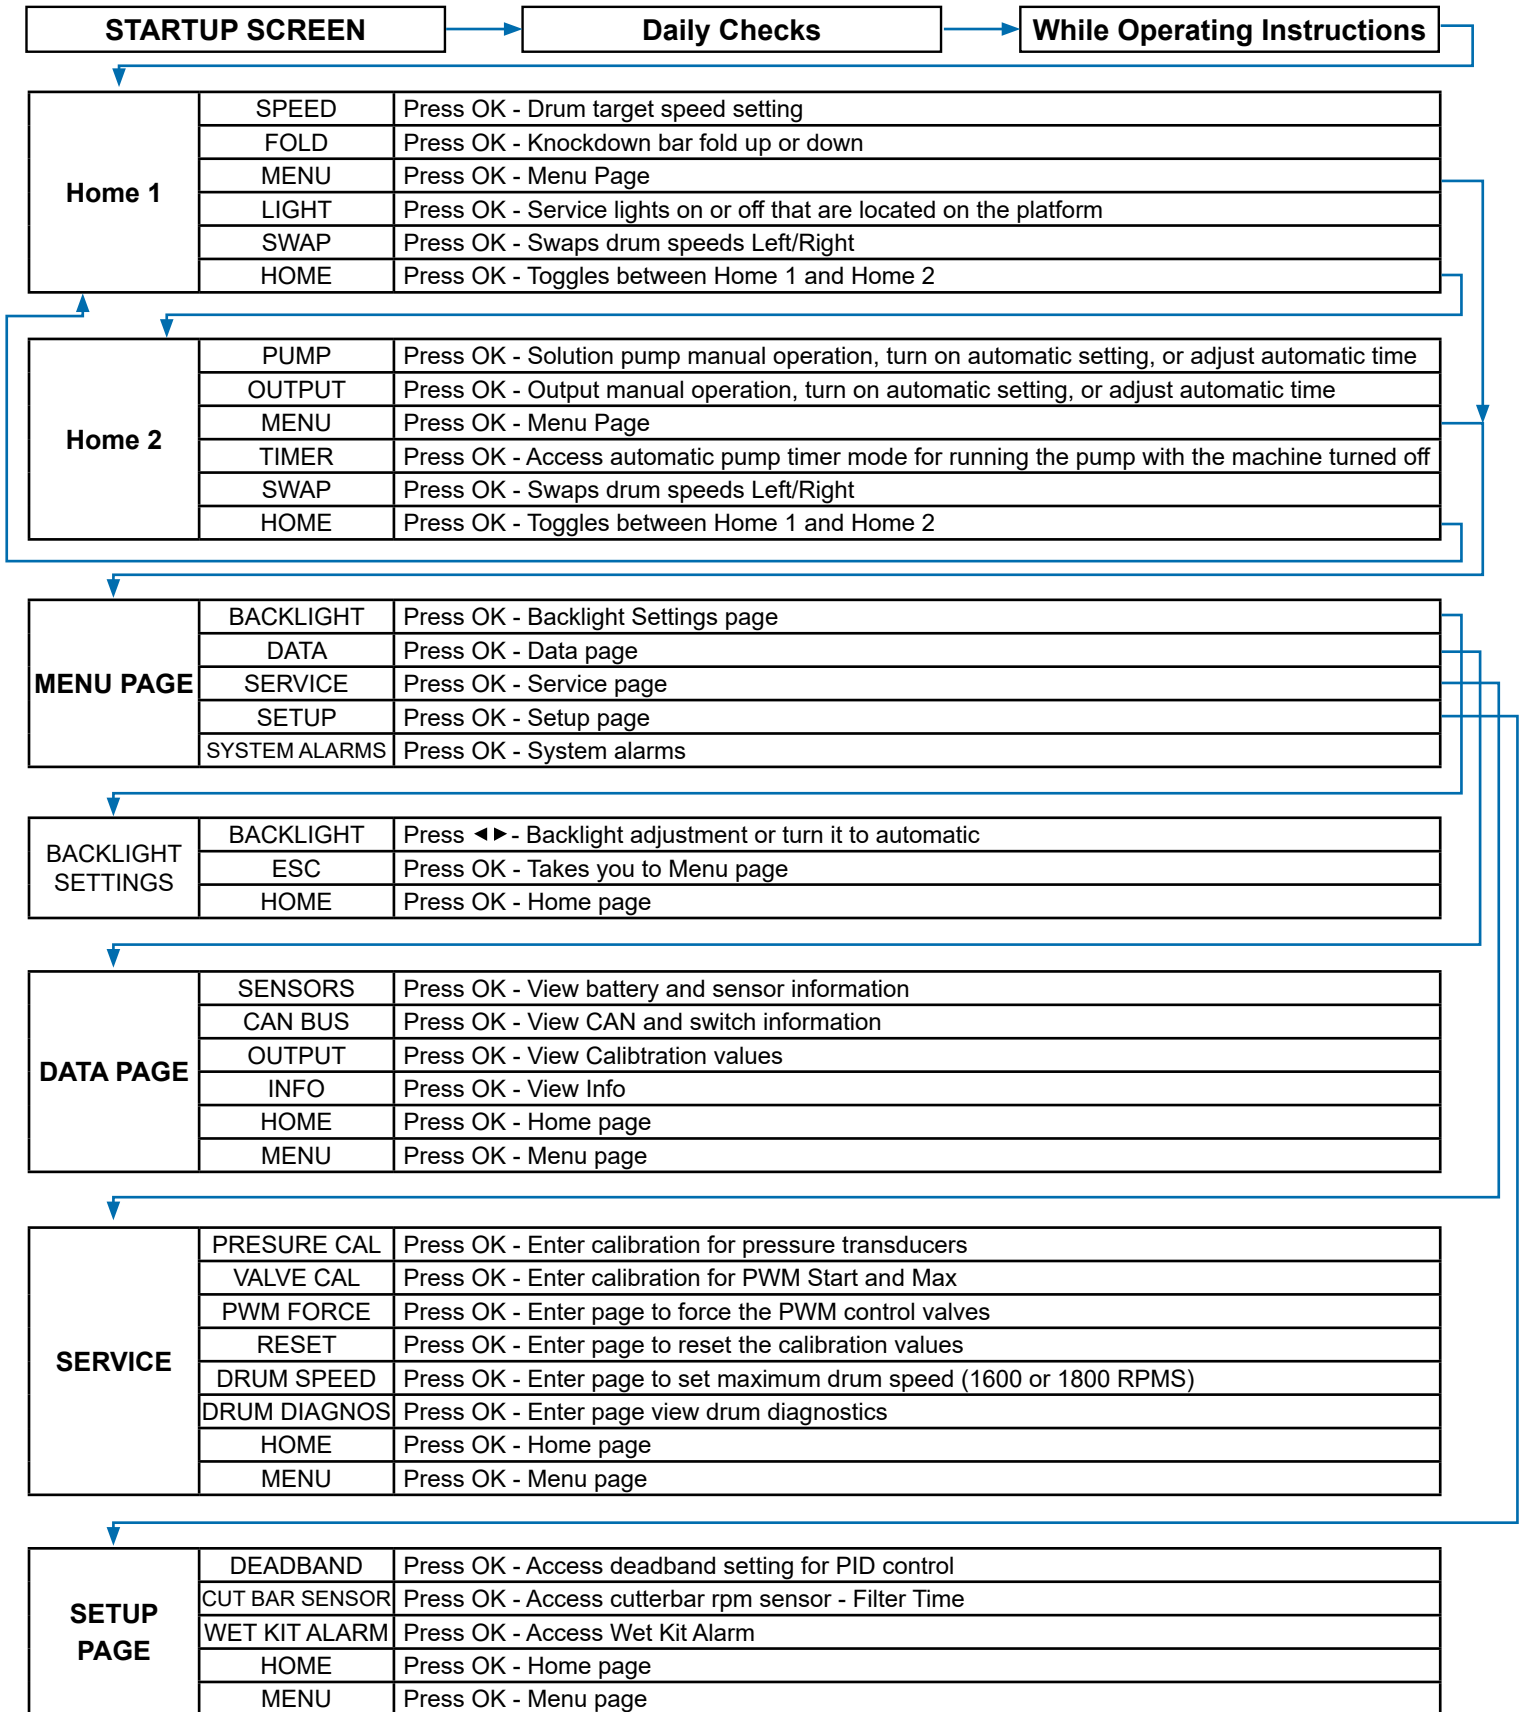 STARTUP SCREEN
Daily Checks
While Operating Instructions
Home 1
SPEED Press OK - Drum target speed setting
FOLD Press OK - Knockdown bar fold up or down
MENU Press OK - Menu Page
LIGHT Press OK - Service lights on or off that are located on the platform
SWAP Press OK - Swaps drum speeds Left/Right
HOME Press OK - Toggles between Home 1 and Home 2
Home 2
PUMP Press OK - Solution pump manual operation, turn on automatic setting, or adjust automatic time
OUTPUT Press OK - Output manual operation, turn on automatic setting, or adjust automatic time
MENU Press OK - Menu Page
TIMER Press OK - Access automatic pump timer mode for running the pump with the machine turned off
SWAP Press OK - Swaps drum speeds Left/Right
HOME Press OK - Toggles between Home 1 and Home 2
MENU PAGE
BACKLIGHT Press OK - Backlight Settings page
DATA Press OK - Data page
SERVICE Press OK - Service page
SETUP Press OK - Setup page
SYSTEM ALARMS Press OK - System alarms
BACKLIGHT
SETTINGS
BACKLIGHT Press ◄► - Backlight adjustment or turn it to automatic
ESC Press OK - Takes you to Menu page
HOME Press OK - Home page
DATA PAGE
SENSORS Press OK - View battery and sensor information
CAN BUS Press OK - View CAN and switch information
OUTPUT Press OK - View Calibtration values
INFO Press OK - View Info
HOME Press OK - Home page
MENU Press OK - Menu page
SERVICE
PRESURE CAL Press OK - Enter calibration for pressure transducers
VALVE CAL Press OK - Enter calibration for PWM Start and Max
PWM FORCE Press OK - Enter page to force the PWM control valves
RESET Press OK - Enter page to reset the calibration values
DRUM SPEED Press OK - Enter page to set maximum drum speed (1600 or 1800 RPMS)
DRUM DIAGNOS Press OK - Enter page view drum diagnostics
HOME Press OK - Home page
MENU Press OK - Menu page
SETUP
PAGE
DEADBAND Press OK - Access deadband setting for PID control
CUT BAR SENSOR Press OK - Access cutterbar rpm sensor - Filter Time
WET KIT ALARM Press OK - Access Wet Kit Alarm
HOME Press OK - Home page
MENU Press OK - Menu page